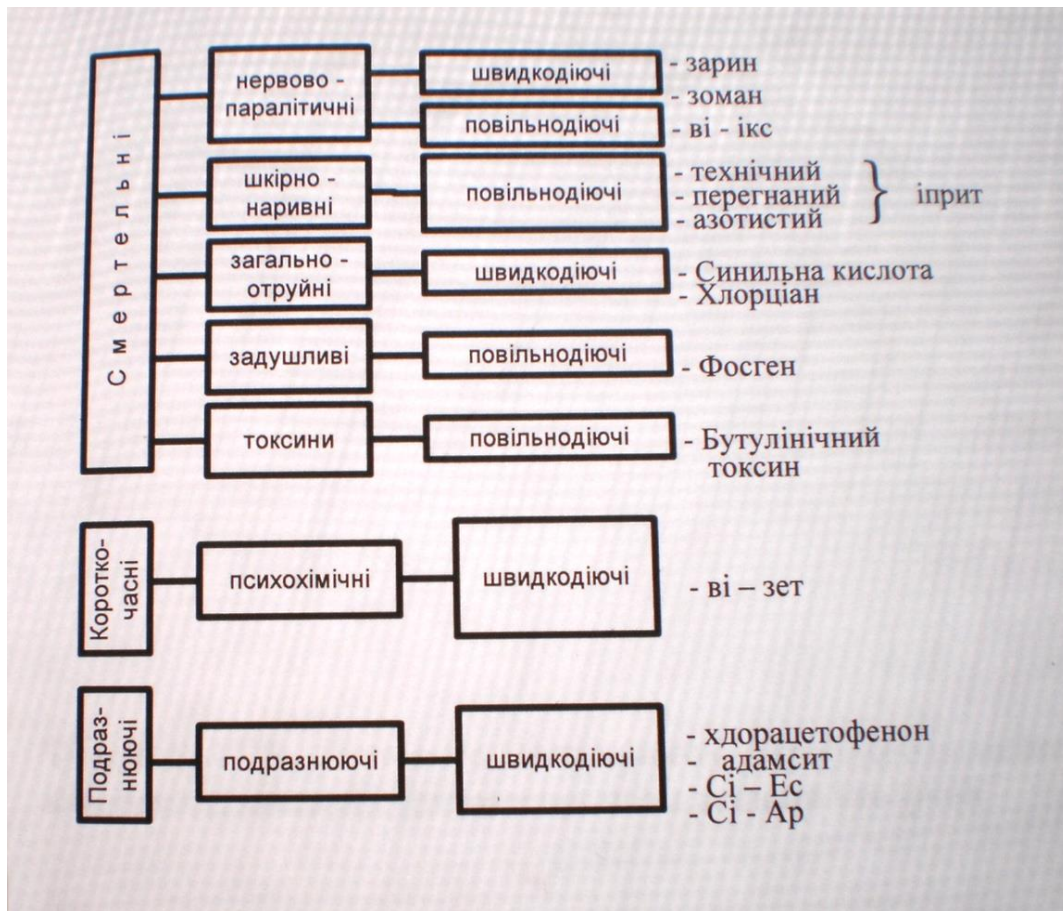 Смертельні
нервово -
паралітичні
швидкодіючі
- зарин
- зоман
повільнодіючі
- ві - ікс
шкірно -
наривні
повільнодіючі
- технічний
- перегнаний
- азотистий
} іприт
загально -
отруйні
швидкодіючі
- Синильна кислота
- Хлорціан
задушливі
повільнодіючі
- Фосген
токсини
повільнодіючі
- Бутулінічний
токсин
Коротко-
часні
психохімічні
швидкодіючі
- ві – зет
Подраз-
нюючі
подразнюючі
швидкодіючі
- хдорацетофенон
- адамсит
- Сі – Ес
- Сі - Ар